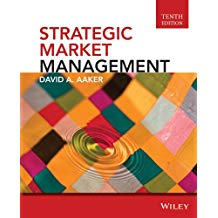 TENTH
EDITION
STRATEGIC
MARKET
MANAGEMENT
DAVID A. AAKER
WILEY